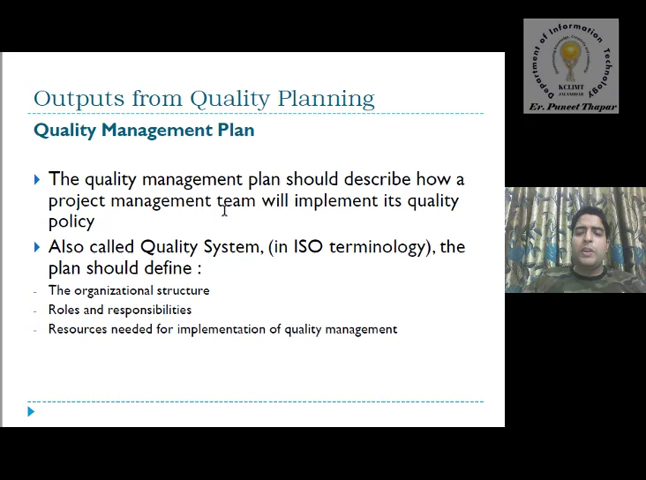 Outputs from Quality Planning
Quality Management Plan
The quality management plan should describe how a
project management team will implement its quality
policy
Also called Quality System, (in ISO terminology), the
plan should define :
- The organizational structure
- Roles and responsibilities
- Resources needed for implementation of quality management
Department of Information Technology
KCLIMT
JALANDHAR
Er. Puneet Thapar